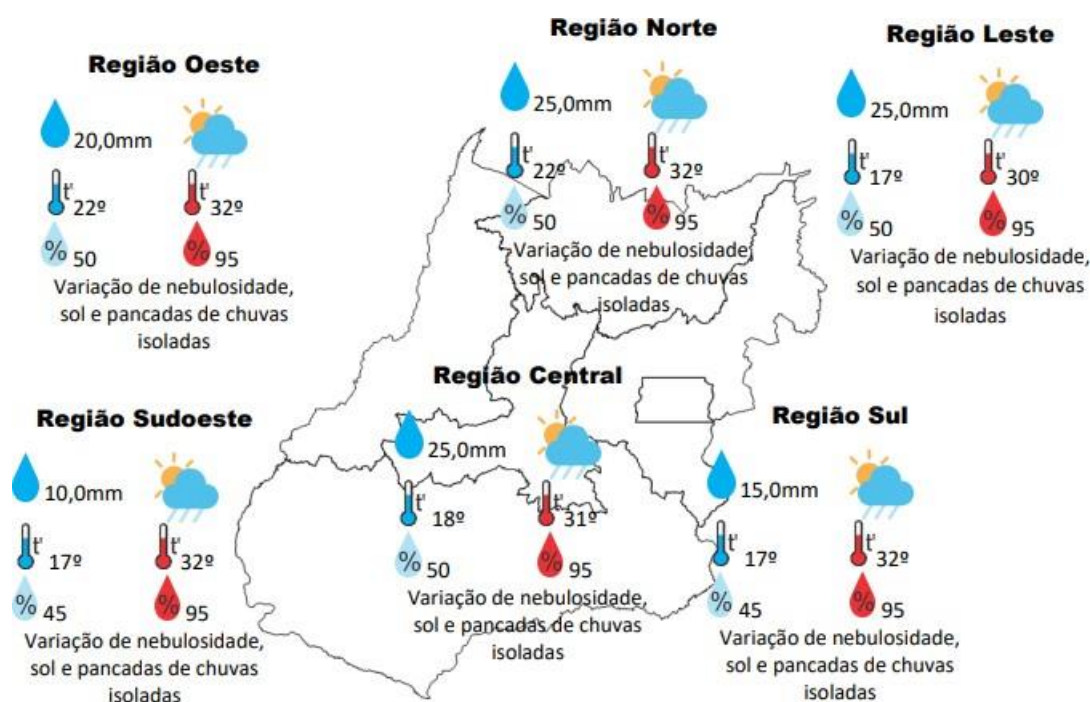 Região Oeste
20,0mm
t°
22º
t°
32º
%
50
%
95
Variação de nebulosidade,
sol e pancadas de chuvas
isoladas
Região Norte
25,0mm
t°
22º
t°
32º
%
50
%
95
Variação de nebulosidade,
sol e pancadas de chuvas
isoladas
Região Leste
25,0mm
t°
17º
t°
30º
%
50
%
95
Variação de nebulosidade,
sol e pancadas de chuvas
isoladas
Região Sudoeste
10,0mm
t°
17º
t°
32º
%
45
%
95
Variação de nebulosidade,
sol e pancadas de chuvas
isoladas
Região Central
25,0mm
t°
18º
t°
31º
%
50
%
95
Variação de nebulosidade,
sol e pancadas de chuvas
isoladas
Região Sul
15,0mm
t°
17º
t°
32º
%
45
%
95
Variação de nebulosidade,
sol e pancadas de chuvas
isoladas